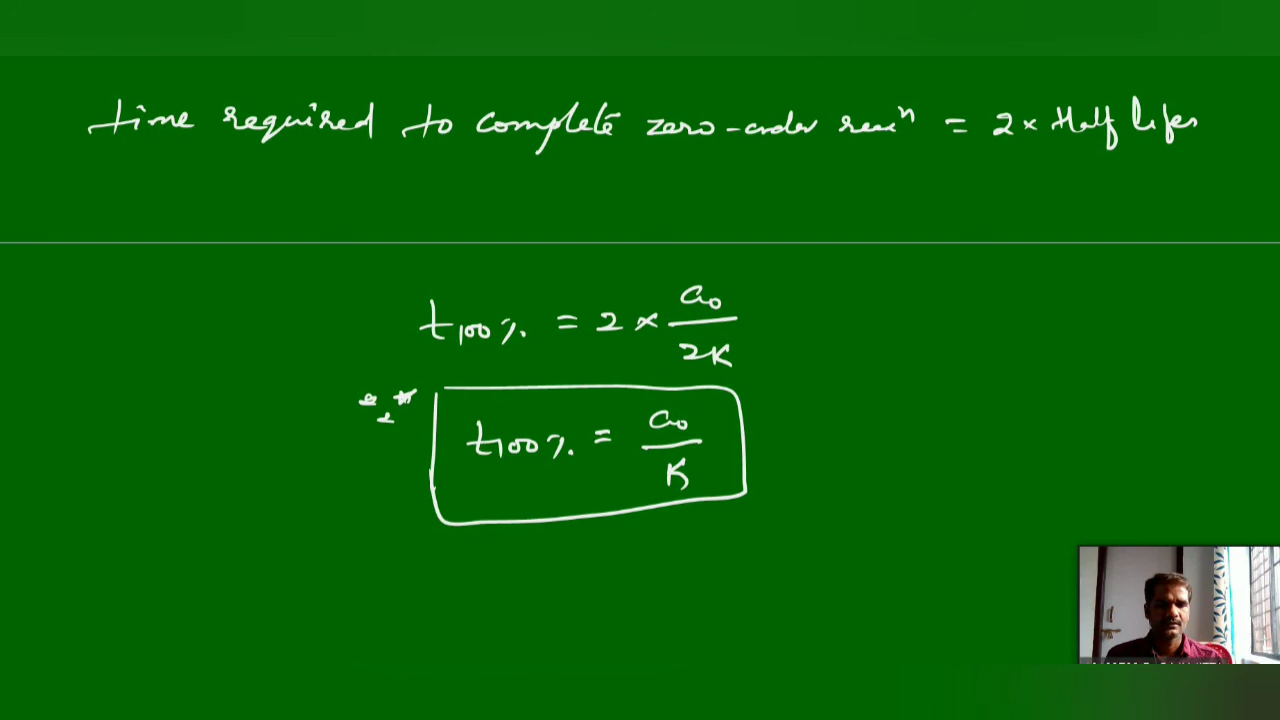 time required to complete zero-order reacⁿ = 2 × Half lifes
t₁₀₀% = 2 × a₀/2K
t₁₀₀% = a₀/K